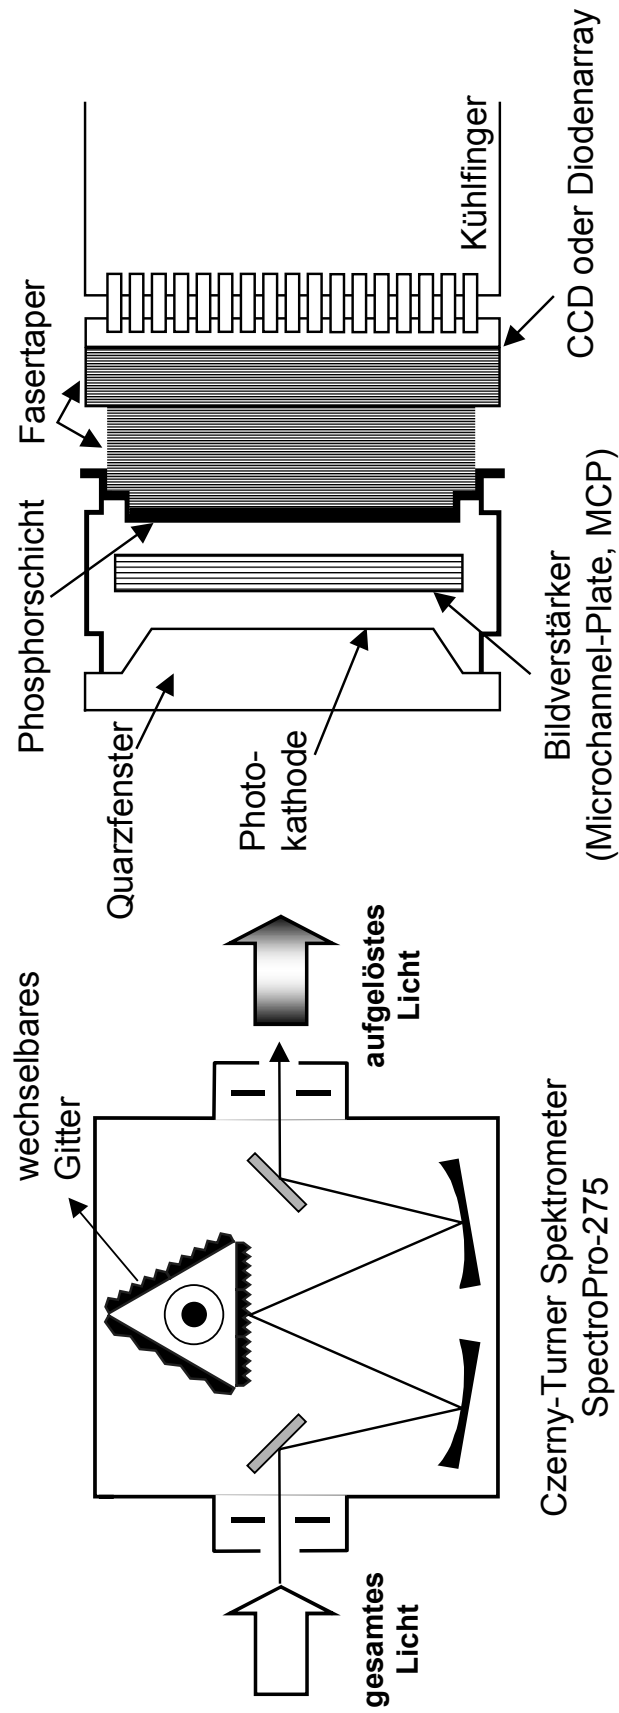 gesamtes
Licht
wechselbares
Gitter
aufgelöstes
Licht
Czerny-Turner Spektrometer
SpectroPro-275
Quarzfenster
Phosphorschicht
Fasertaper
Photo-
kathode
Bildverstärker
(Microchannel-Plate, MCP)
Kühlfinger
CCD oder Diodenarray